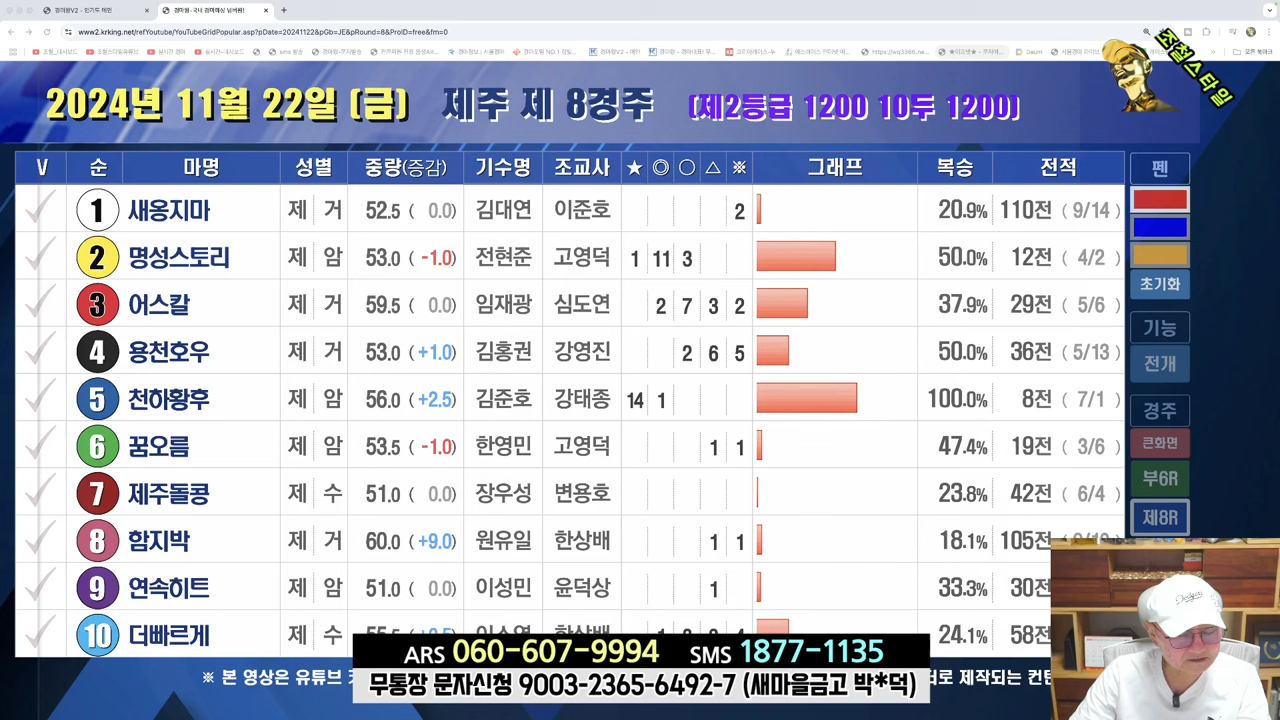 경마왕V2 - 인기도 메인
www2.krking.net/refYoutube/YouTubeGridPopular.asp?pDate=20241122&pGb=JE&pRound=8&ProID=free&fm=0
2024년 11월 22일 (금) 제주 제 8경주 [제2등급 1200 10두 1200]
조철스타일
V 순 마명 성별 중량(증감) 기수명 조교사 ★ ◎ ○ △ ※ 그래프 복승 전적
1 새옹지마 제 거 52.5 ( 0.0) 김대연 이준호 2 20.9% 110전 ( 9/14 )
2 명성스토리 제 암 53.0 ( -1.0) 전현준 고영덕 1 11 3 50.0% 12전 ( 4/2 )
3 어스칼 제 거 59.5 ( 0.0) 임재광 심도연 2 7 3 2 37.9% 29전 ( 5/6 )
4 용천호우 제 거 53.0 ( +1.0) 김홍권 강영진 2 6 5 50.0% 36전 ( 5/13 )
5 천하황후 제 암 56.0 ( +2.5) 김준호 강태종 14 1 100.0% 8전 ( 7/1 )
6 꿈오름 제 암 53.5 ( -1.0) 한영민 고영덕 1 1 47.4% 19전 ( 3/6 )
7 제주돌콩 제 수 51.0 ( 0.0) 장우성 변용호 23.8% 42전 ( 6/4 )
8 함지박 제 거 60.0 ( +9.0) 원유일 한상배 1 1 18.1% 105전
9 연속히트 제 암 51.0 ( 0.0) 이성민 윤덕상 1 33.3% 30전
10 더빠르게 제 수 24.1% 58전
펜
초기화
기능
전개
경주
큰화면
부6R
제8R
ARS 060-607-9994 SMS 1877-1135
무통장 문자신청 9003-2365-6492-7 (새마을금고 박*덕)
※ 본 영상은 유튜브
로 제작되는 컨텐
Dodgers